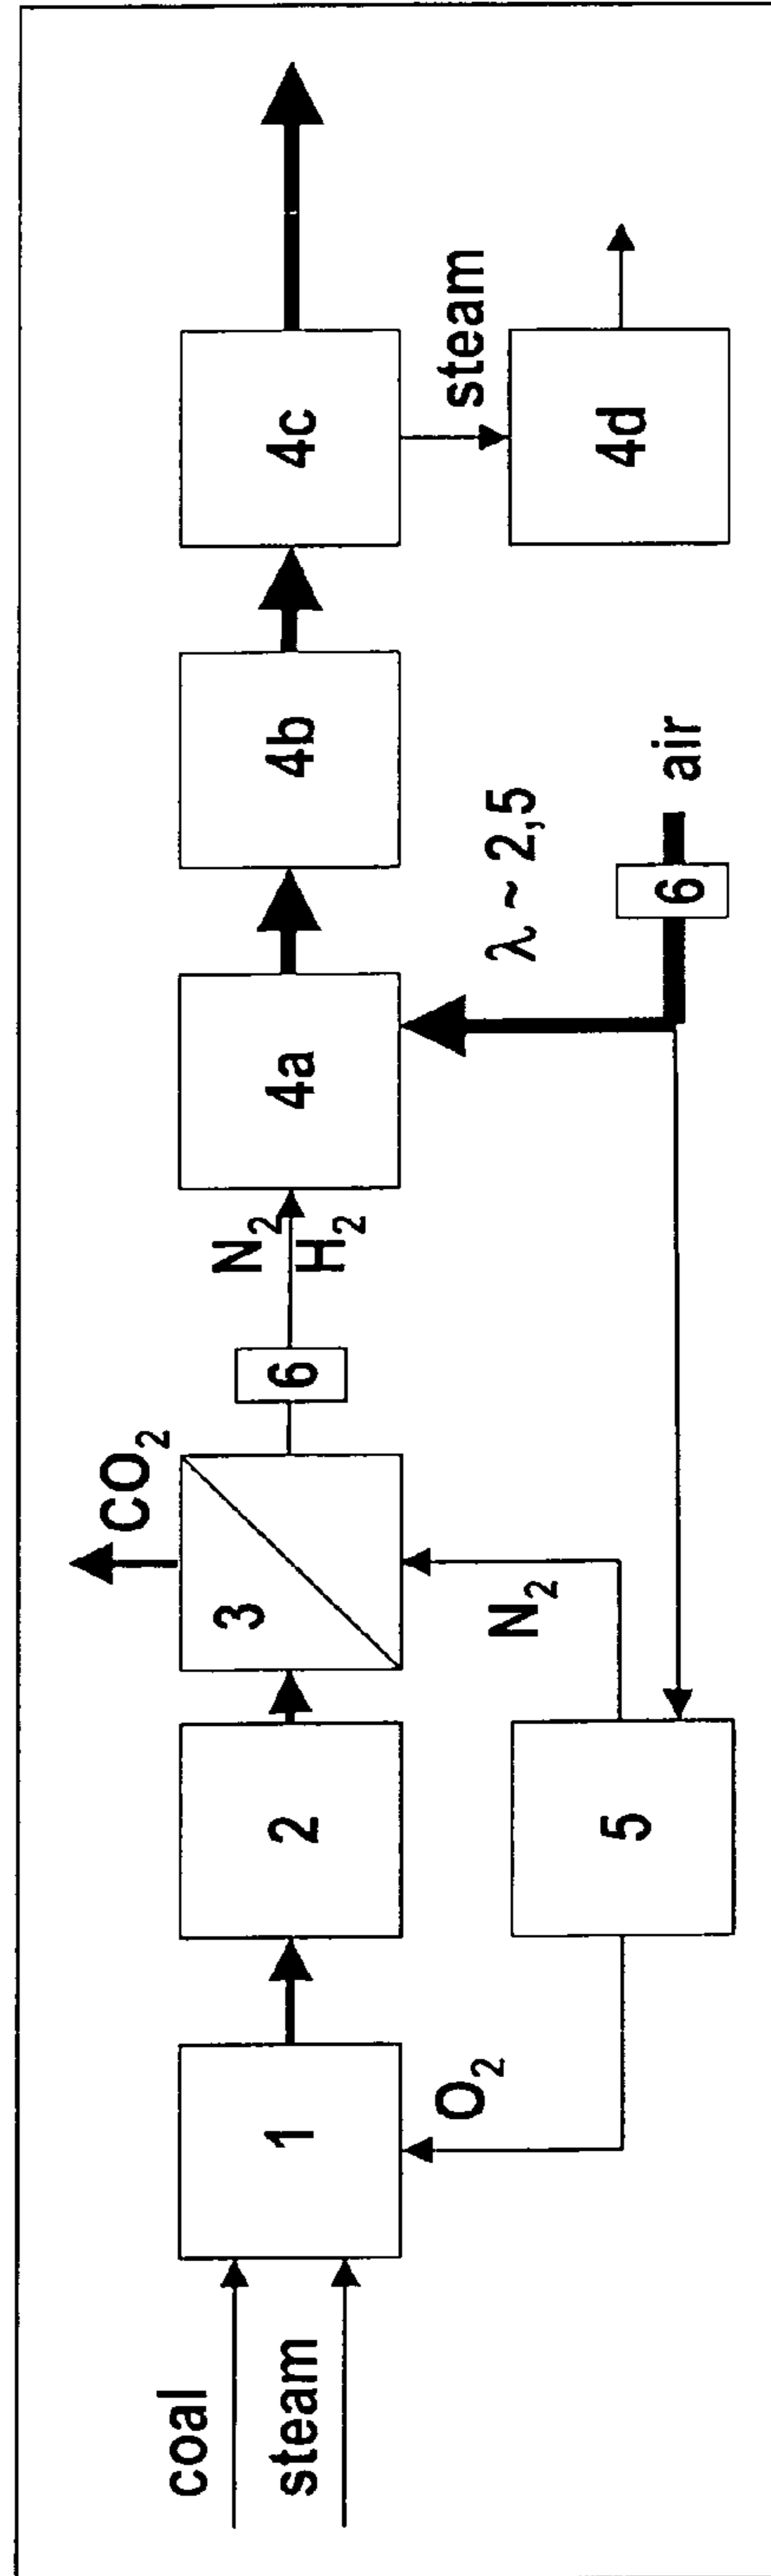 coal
steam
1
O₂
2
3
CO₂
N₂
5
6
N₂
H₂
4a
λ ~ 2,5
6
air
4b
4c
steam
4d